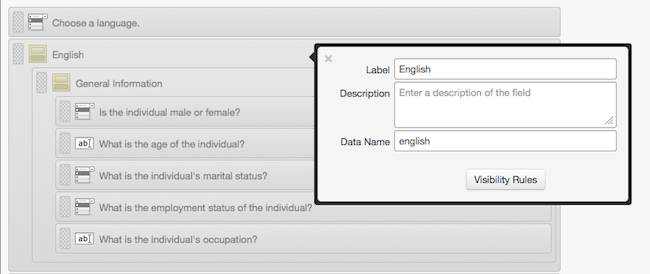 Choose a language.
English
General Information
Is the individual male or female?
ab
What is the age of the individual?
What is the individual's marital status?
What is the employment status of the individual?
ab
What is the individual's occupation?
×
Label English
Description Enter a description of the field
Data Name english
Visibility Rules